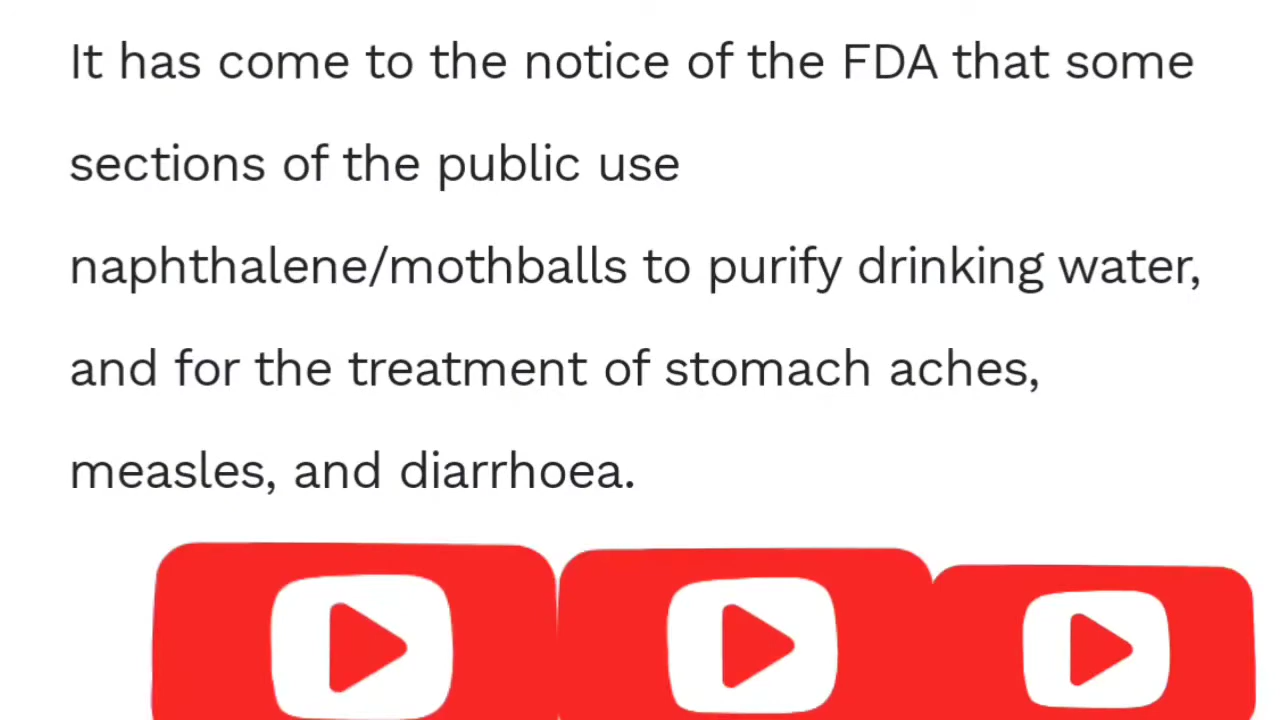 It has come to the notice of the FDA that some
sections of the public use
naphthalene/mothballs to purify drinking water,
and for the treatment of stomach aches,
measles, and diarrhoea.